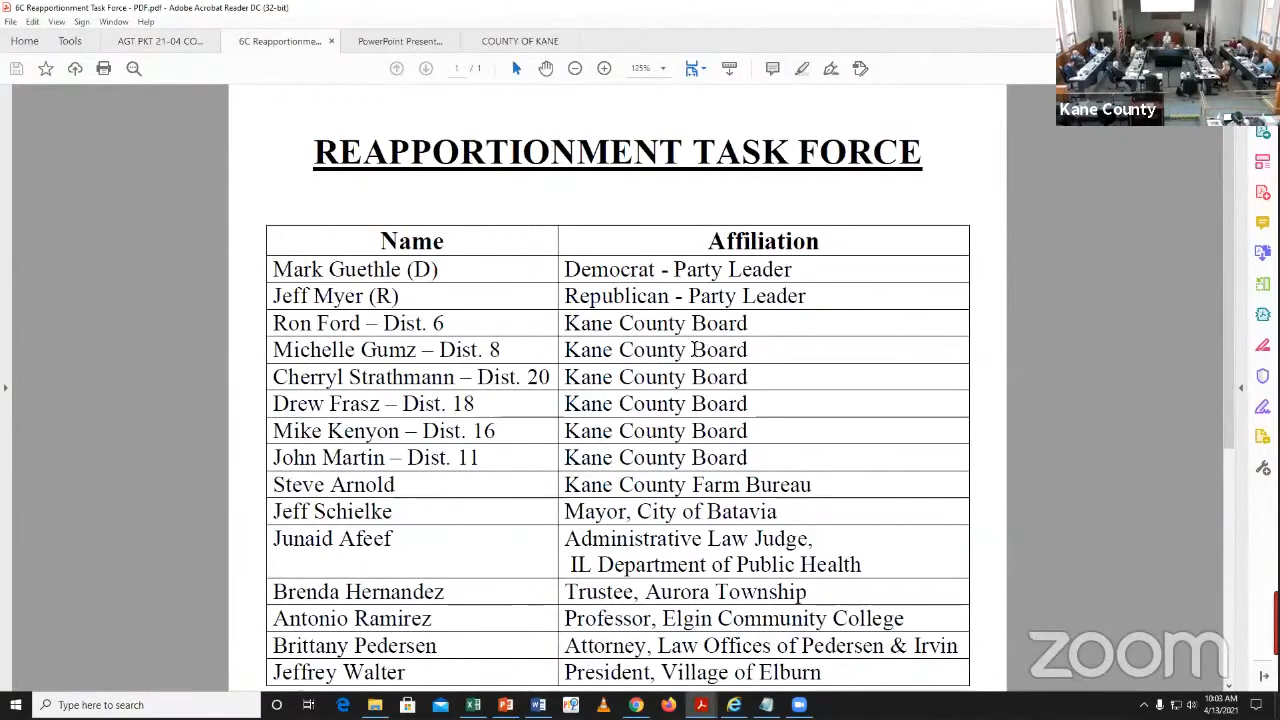 6C Reapportionment Task Force - PDF.pdf - Adobe Acrobat Reader DC (32-bit)
File Edit View Sign Window Help
Home Tools AGT PKT 21-04 CO... 6C Reapportionme... × PowerPoint Present... COUNTY OF KANE
1 / 1 125%
Kane County
REAPPORTIONMENT TASK FORCE
Name Affiliation
Mark Guethle (D) Democrat - Party Leader
Jeff Myer (R) Republican - Party Leader
Ron Ford – Dist. 6 Kane County Board
Michelle Gumz – Dist. 8 Kane County Board
Cherryl Strathmann – Dist. 20 Kane County Board
Drew Frasz – Dist. 18 Kane County Board
Mike Kenyon – Dist. 16 Kane County Board
John Martin – Dist. 11 Kane County Board
Steve Arnold Kane County Farm Bureau
Jeff Schielke Mayor, City of Batavia
Junaid Afeef Administrative Law Judge,
IL Department of Public Health
Brenda Hernandez Trustee, Aurora Township
Antonio Ramirez Professor, Elgin Community College
Brittany Pedersen Attorney, Law Offices of Pedersen & Irvin
Jeffrey Walter President, Village of Elburn
zoom
Type here to search
10:03 AM
4/13/2021